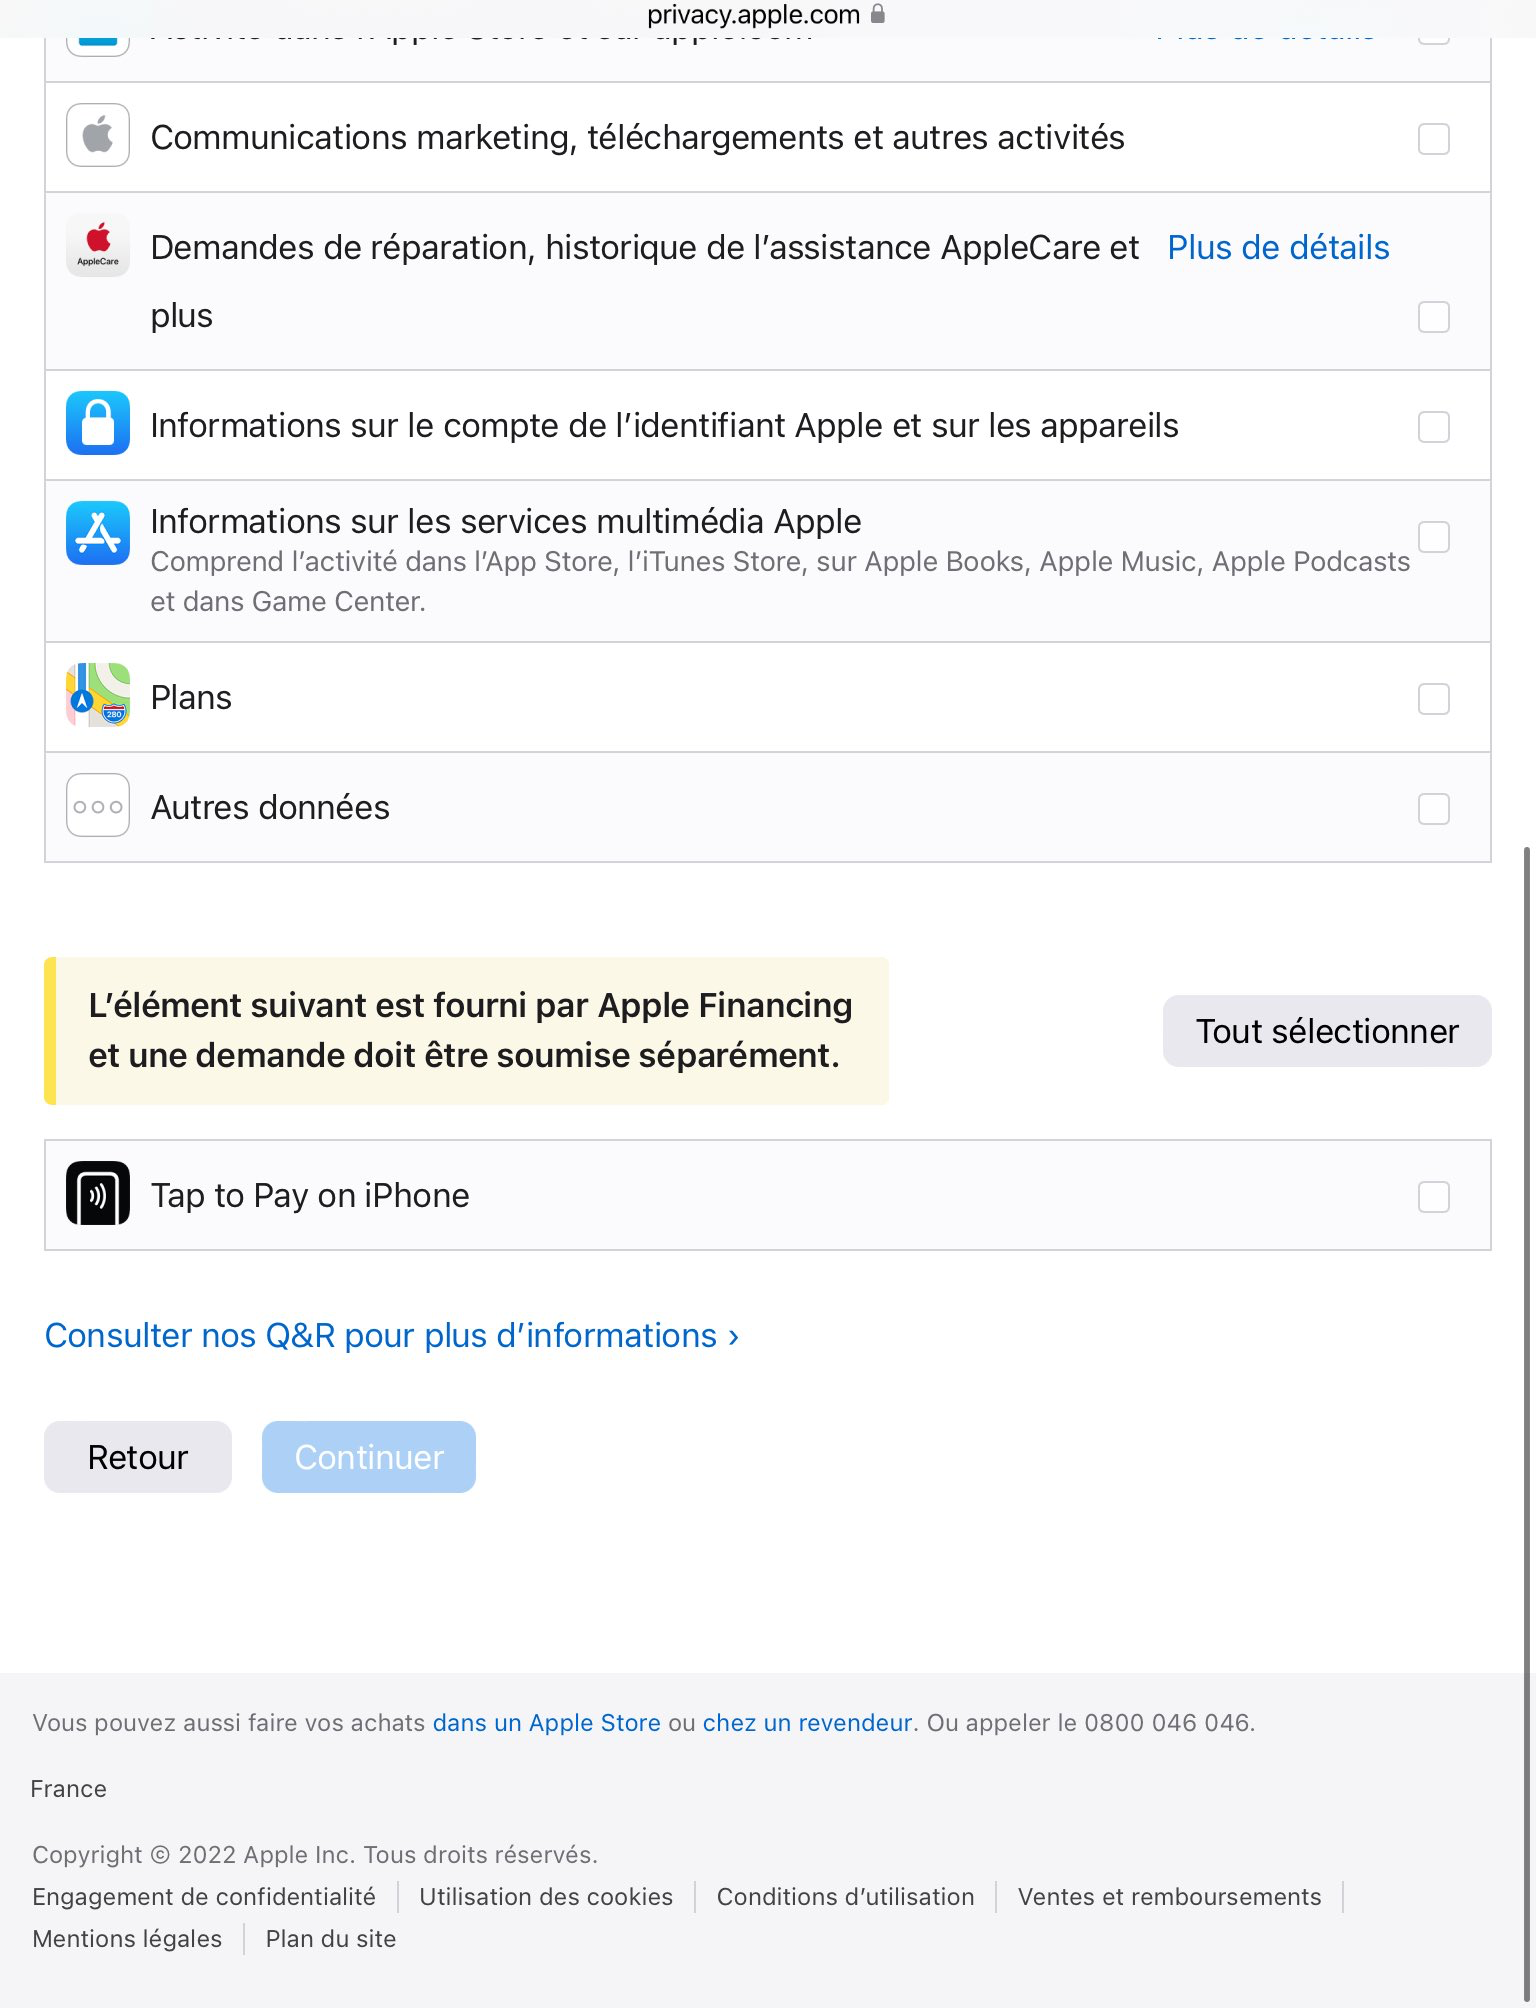 privacy.apple.com
Communications marketing, téléchargements et autres activités
AppleCare
Demandes de réparation, historique de l’assistance AppleCare et Plus de détails
plus
Informations sur le compte de l’identifiant Apple et sur les appareils
Informations sur les services multimédia Apple
Comprend l’activité dans l’App Store, l’iTunes Store, sur Apple Books, Apple Music, Apple Podcasts
et dans Game Center.
280
Plans
Autres données
L’élément suivant est fourni par Apple Financing
et une demande doit être soumise séparément.
Tout sélectionner
Tap to Pay on iPhone
Consulter nos Q&R pour plus d’informations ›
Retour
Continuer
Vous pouvez aussi faire vos achats dans un Apple Store ou chez un revendeur. Ou appeler le 0800 046 046.
France
Copyright © 2022 Apple Inc. Tous droits réservés.
Engagement de confidentialité Utilisation des cookies Conditions d’utilisation Ventes et remboursements
Mentions légales Plan du site